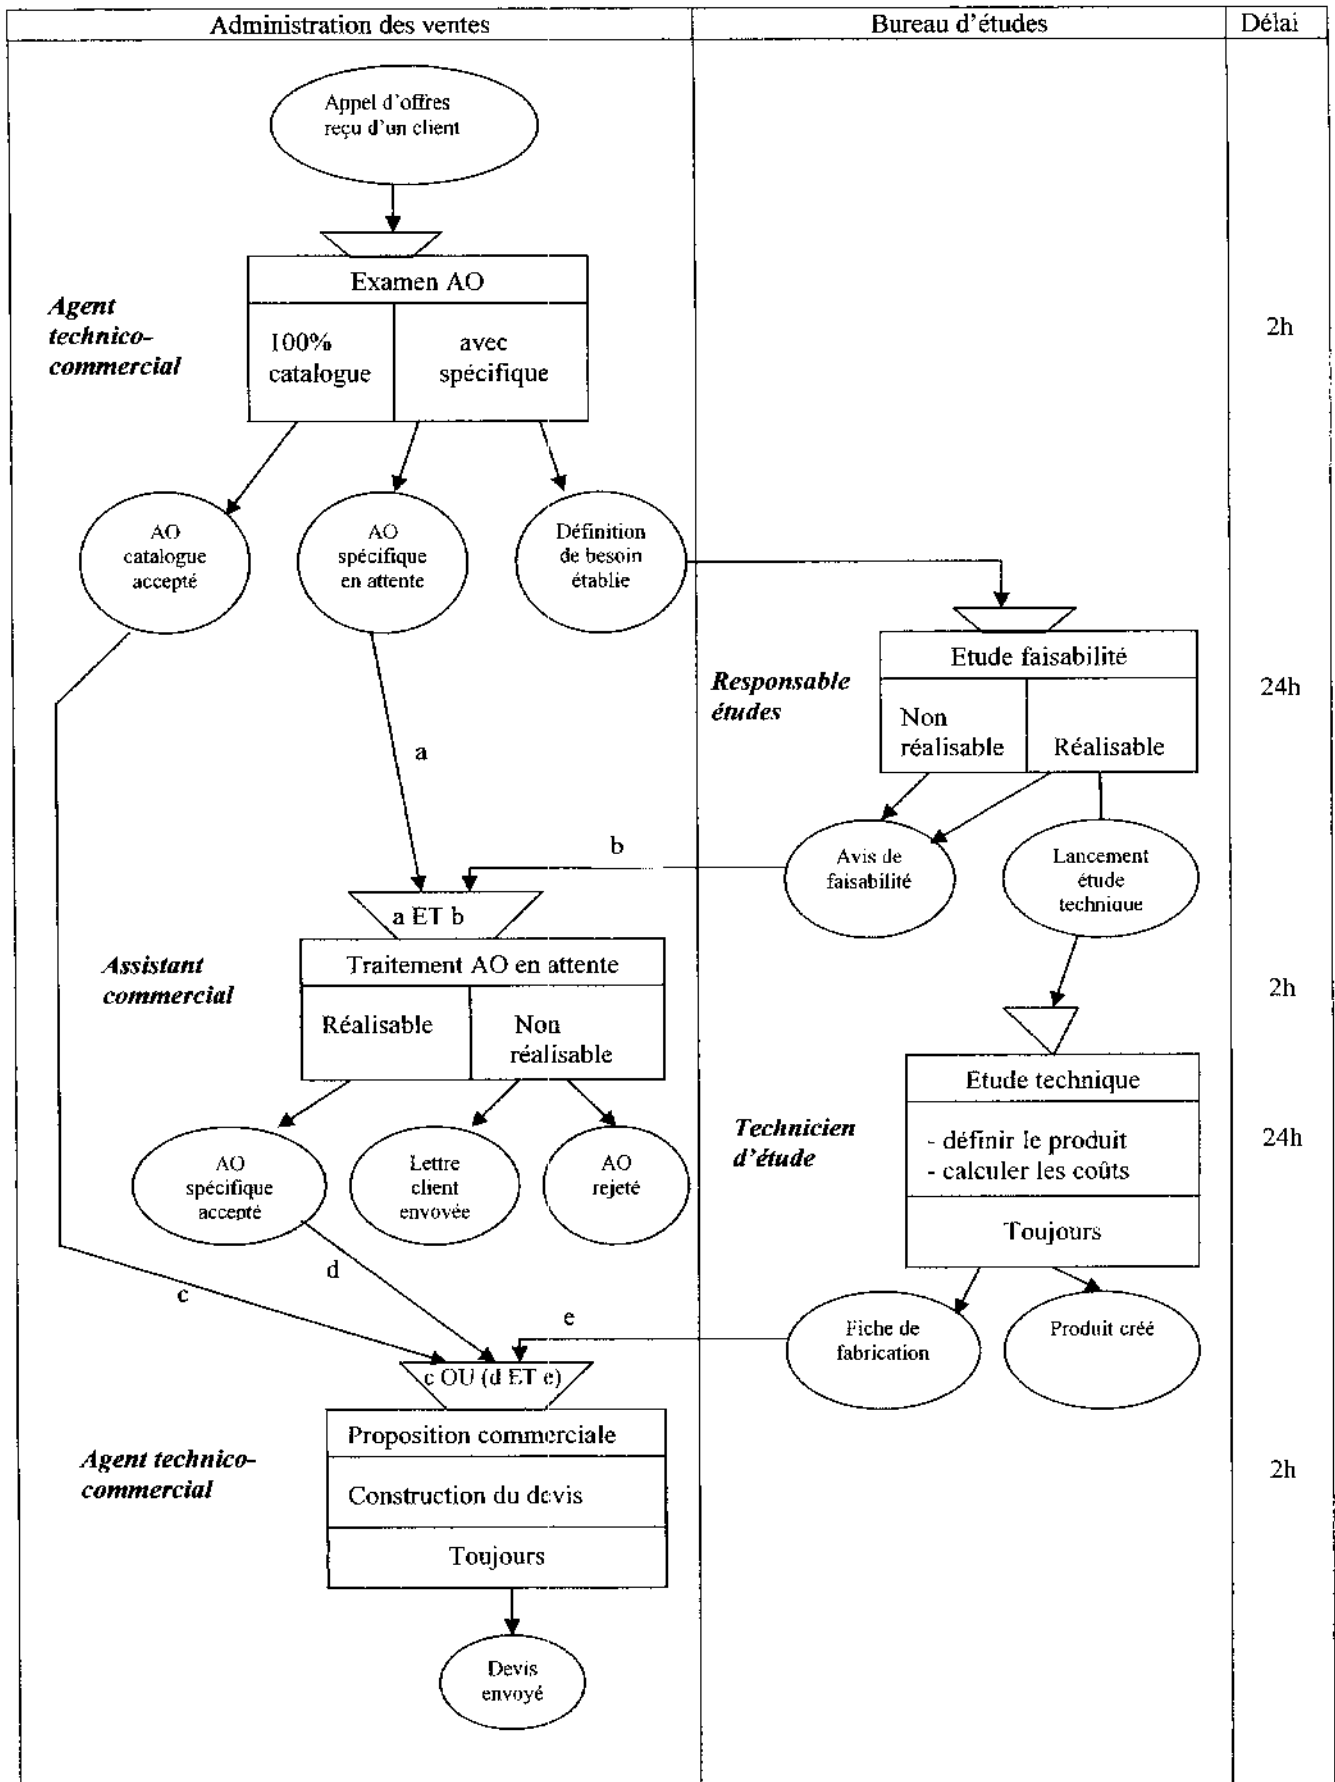 Administration des ventes
Bureau d'études
Délai
Appel d'offres
reçu d'un client
Examen AO
Agent
technico-
commercial
100%
catalogue
avec
spécifique
2h
AO
catalogue
accepté
AO
spécifique
en attente
Définition
de besoin
établie
Etude faisabilité
Responsable
études
Non
réalisable
Réalisable
24h
a
b
Avis de
faisabilité
Lancement
étude
technique
a ET b
Assistant
commercial
Traitement AO en attente
Réalisable
Non
réalisable
2h
Etude technique
Technicien
d'étude
- définir le produit
- calculer les coûts
Toujours
24h
AO
spécifique
accepté
Lettre
client
envoyée
AO
rejeté
d
c
e
Fiche de
fabrication
Produit créé
c OU (d ET e)
Agent technico-
commercial
Proposition commerciale
Construction du devis
Toujours
2h
Devis
envoyé